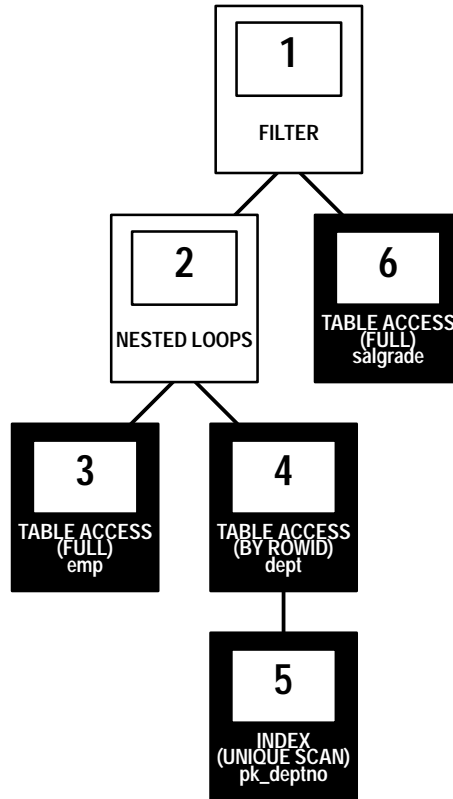 1
FILTER
2
NESTED LOOPS
6
TABLE ACCESS
(FULL)
salgrade
3
TABLE ACCESS
(FULL)
emp
4
TABLE ACCESS
(BY ROWID)
dept
5
INDEX
(UNIQUE SCAN)
pk_deptno